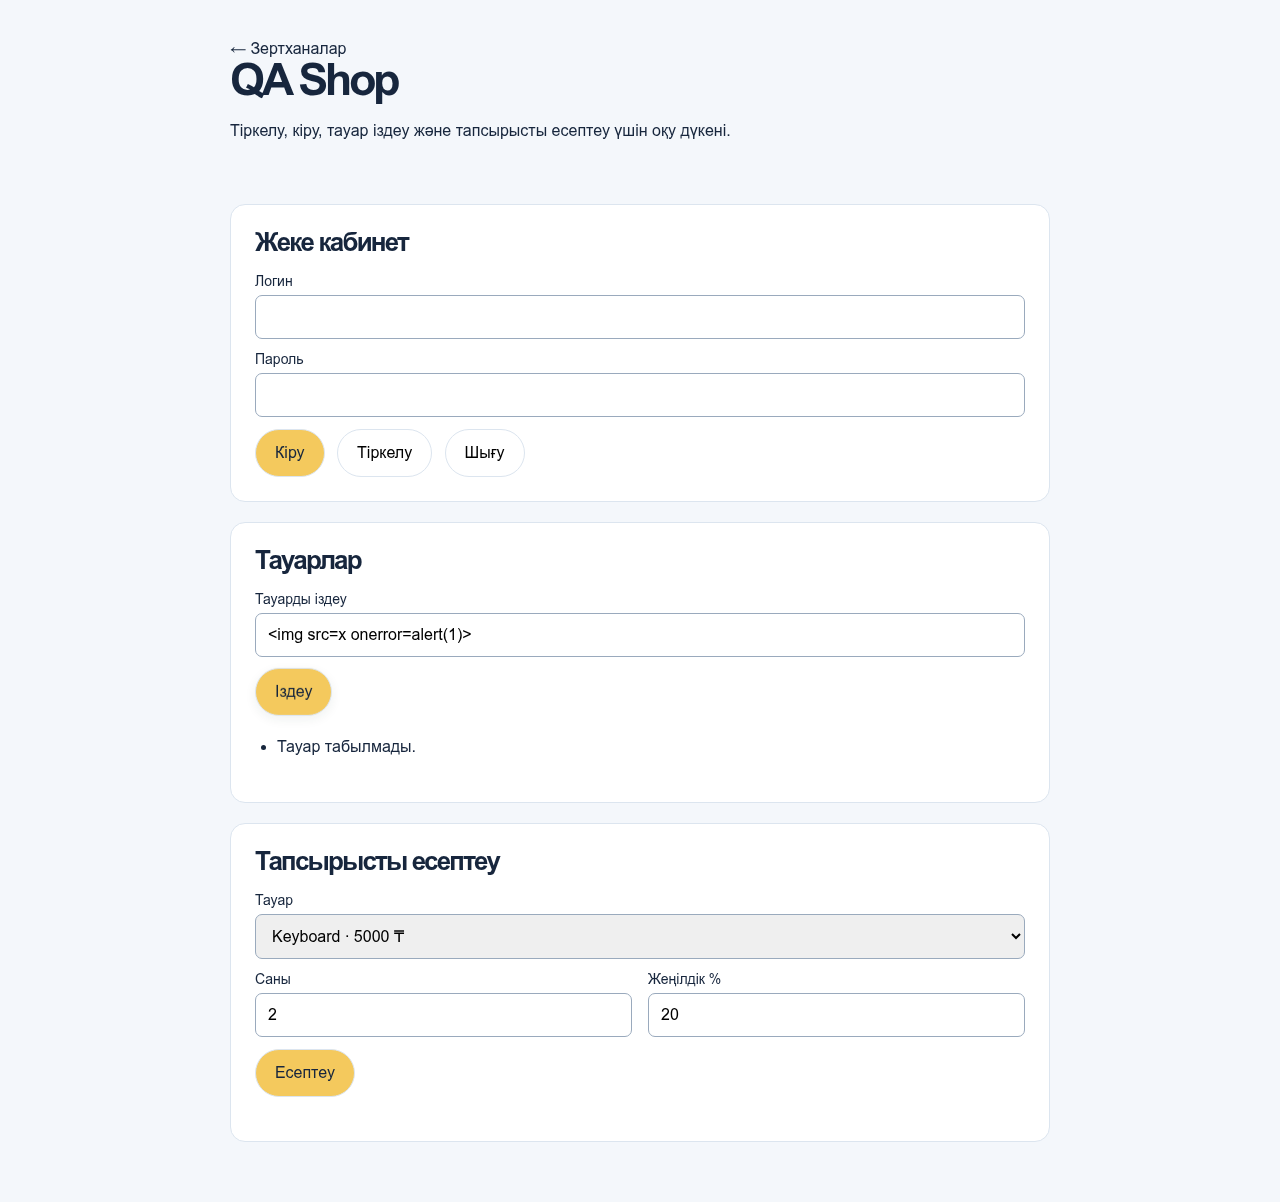 ← Зертханалар
QA Shop
Тіркелу, кіру, тауар іздеу және тапсырысты есептеу үшін оқу дүкені.
Жеке кабинет
Логин
Пароль
Кіру Тіркелу Шығу
Тауарлар
Тауарды іздеу
<img src=x onerror=alert(1)>
Іздеу
• Тауар табылмады.
Тапсырысты есептеу
Тауар
Keyboard · 5000 ₸
Саны Жеңілдік %
2 20
Есептеу